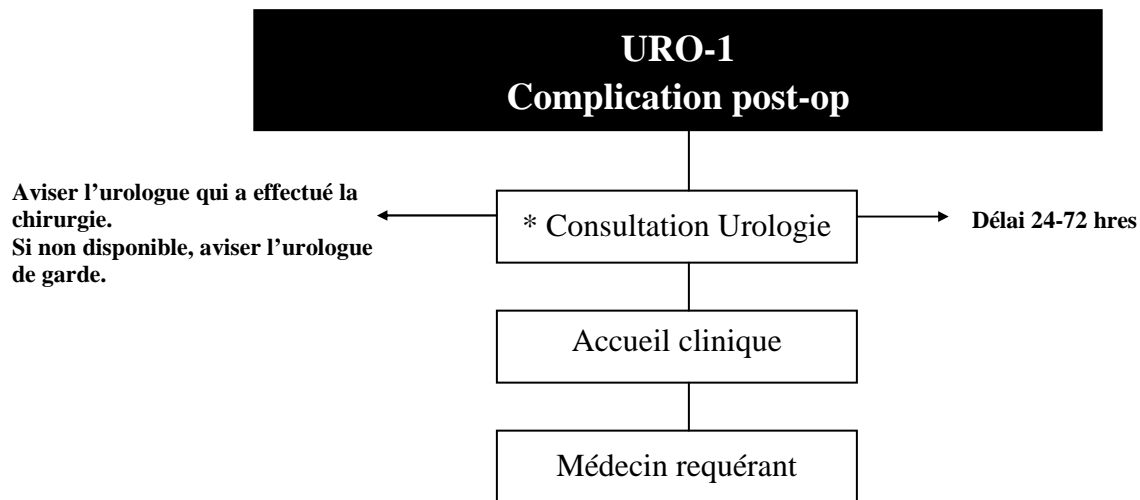 URO-1
Complication post-op
Aviser l’urologue qui a effectué la
chirurgie.
Si non disponible, aviser l’urologue
de garde.
* Consultation Urologie
Délai 24-72 hres
Accueil clinique
Médecin requérant